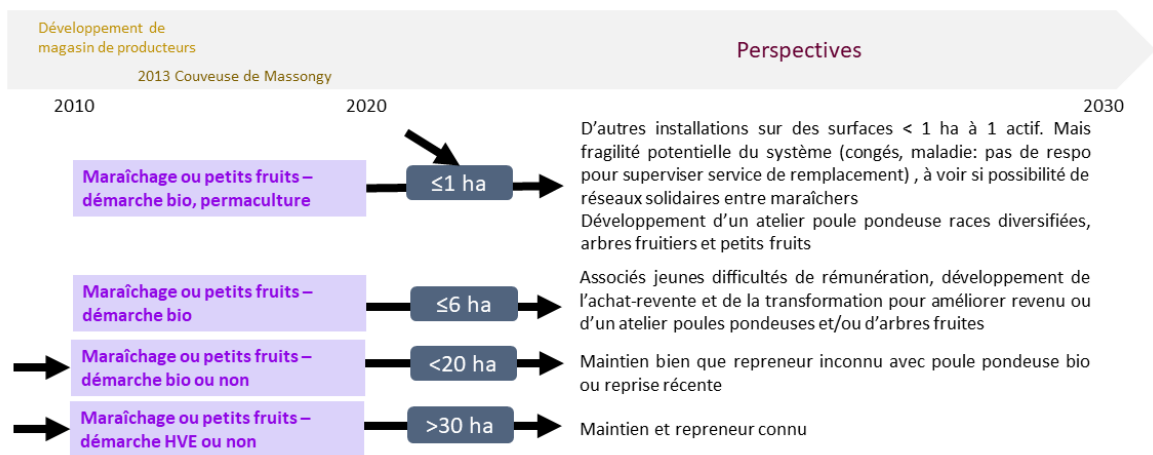 Développement de
magasin de producteurs
2013 Couveuse de Massongy
Perspectives
2010
2020
2030
Maraîchage ou petits fruits –
démarche bio, permaculture
≤1 ha
D'autres installations sur des surfaces < 1 ha à 1 actif. Mais
fragilité potentielle du système (congés, maladie: pas de respo
pour superviser service de remplacement) , à voir si possibilité de
réseaux solidaires entre maraîchers
Développement d'un atelier poule pondeuse races diversifiées,
arbres fruitiers et petits fruits
Maraîchage ou petits fruits –
démarche bio
≤6 ha
Associés jeunes difficultés de rémunération, développement de
l'achat-revente et de la transformation pour améliorer revenu ou
d'un atelier poules pondeuses et/ou d'arbres fruites
Maraîchage ou petits fruits –
démarche bio ou non
<20 ha
Maintien bien que repreneur inconnu avec poule pondeuse bio
ou reprise récente
Maraîchage ou petits fruits –
démarche HVE ou non
>30 ha
Maintien et repreneur connu